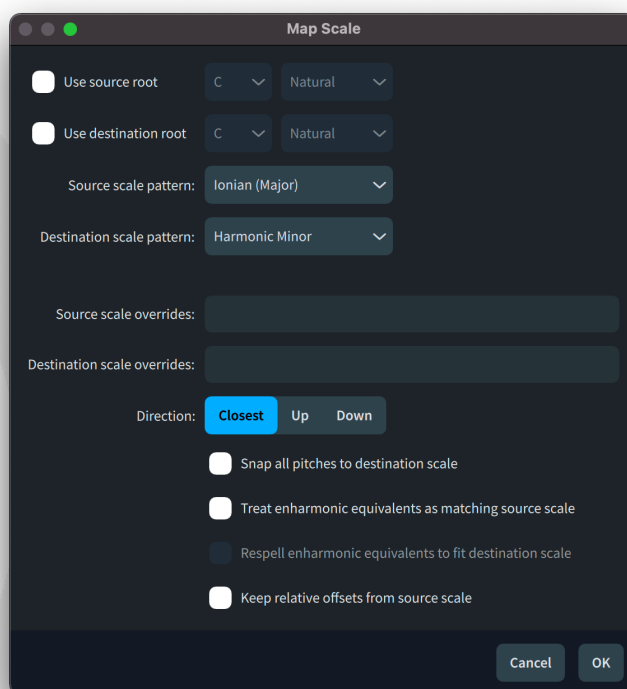 Map Scale
Use source root C Natural
Use destination root C Natural
Source scale pattern: Ionian (Major)
Destination scale pattern: Harmonic Minor
Source scale overrides:
Destination scale overrides:
Direction: Closest Up Down
Snap all pitches to destination scale
Treat enharmonic equivalents as matching source scale
Respell enharmonic equivalents to fit destination scale
Keep relative offsets from source scale
Cancel OK